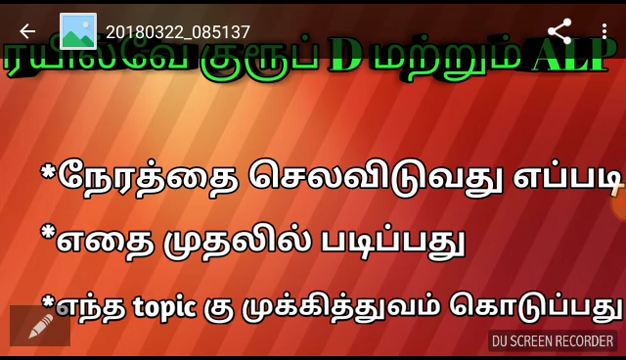 20180322_085137
ரயில்வே குரூப் D மற்றும் ALP
*நேரத்தை செலவிடுவது எப்படி
*எதை முதலில் படிப்பது
*எந்த topic கு முக்கித்துவம் கொடுப்பது
DU SCREEN RECORDER